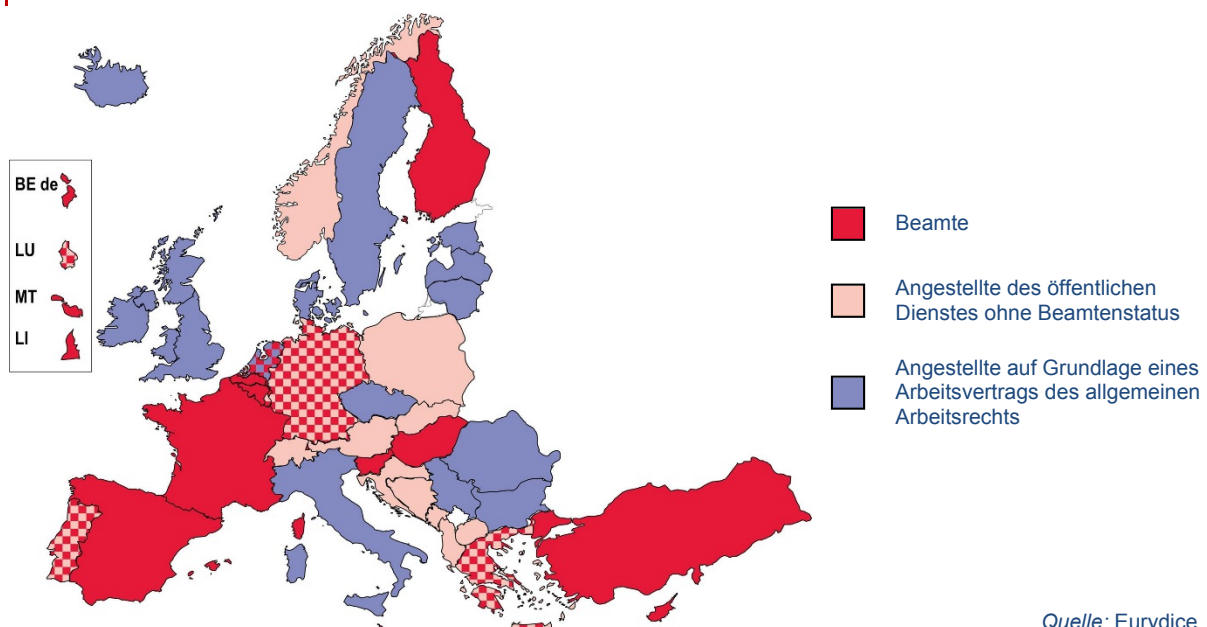 BE de
LU
MT
LI
Beamte
Angestellte des öffentlichen
Dienstes ohne Beamtenstatus
Angestellte auf Grundlage eines
Arbeitsvertrags des allgemeinen
Arbeitsrechts
Quelle: Eurydice